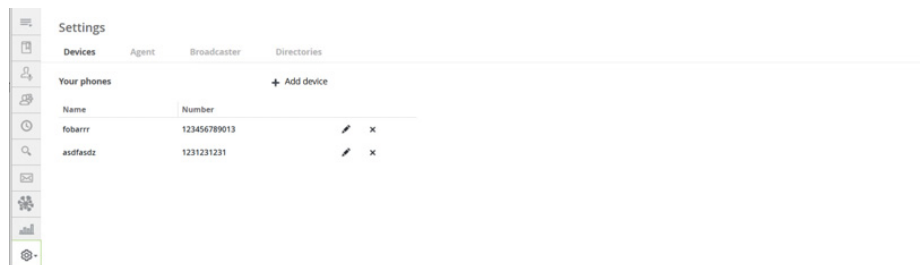 Settings
Devices Agent Broadcaster Directories
Your phones + Add device
Name Number
fobarrr 123456789013
asdfasdz 1231231231